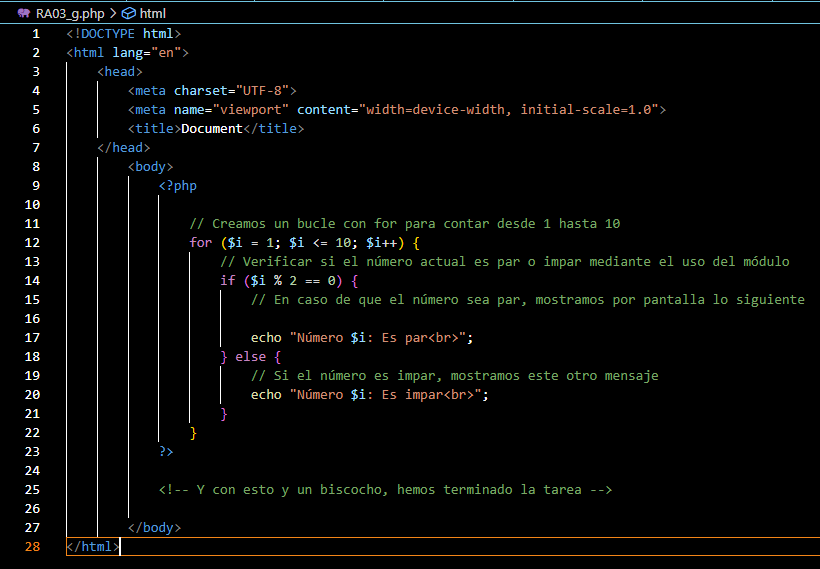 RA03_g.php > html
1 <!DOCTYPE html>
2 <html lang="en">
3     <head>
4         <meta charset="UTF-8">
5         <meta name="viewport" content="width=device-width, initial-scale=1.0">
6         <title>Document</title>
7     </head>
8         <body>
9             <?php
10
11                 // Creamos un bucle con for para contar desde 1 hasta 10
12                 for ($i = 1; $i <= 10; $i++) {
13                     // Verificar si el número actual es par o impar mediante el uso del módulo
14                     if ($i % 2 == 0) {
15                         // En caso de que el número sea par, mostramos por pantalla lo siguiente
16
17                         echo "Número $i: Es par<br>";
18                     } else {
19                         // Si el número es impar, mostramos este otro mensaje
20                         echo "Número $i: Es impar<br>";
21                     }
22                 }
23             ?>
24
25             <!-- Y con esto y un biscocho, hemos terminado la tarea -->
26
27         </body>
28 </html>